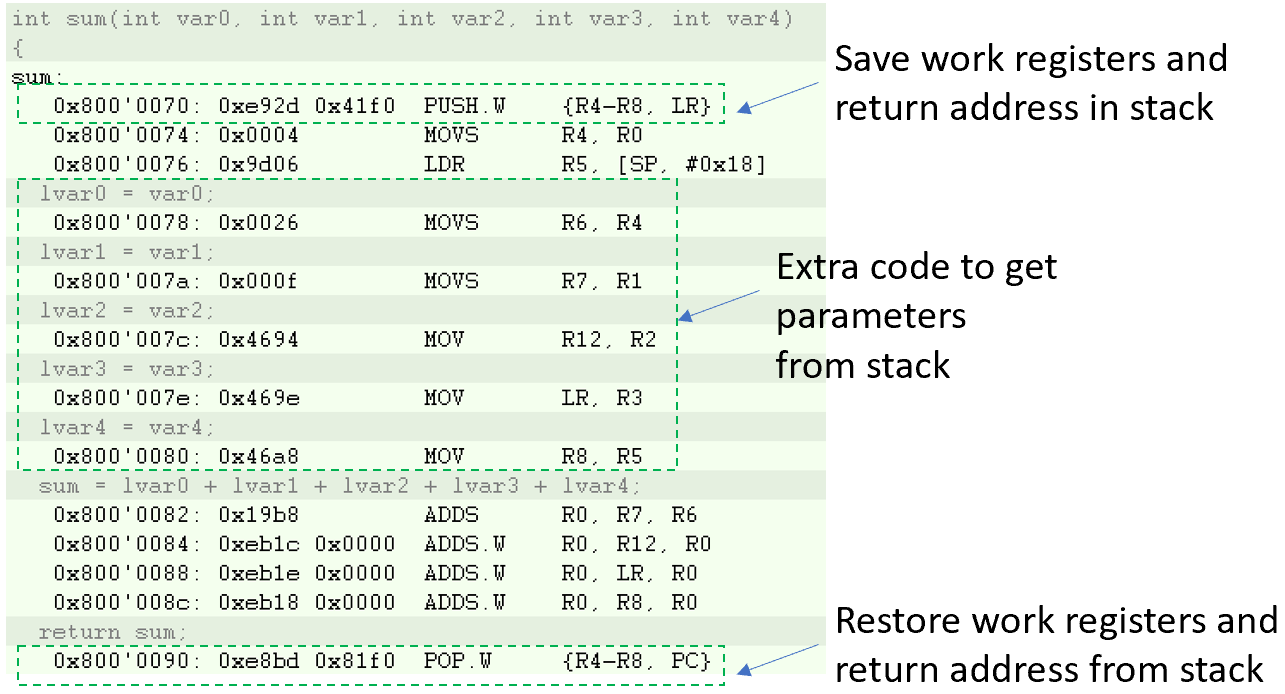 int sum(int var0, int var1, int var2, int var3, int var4)
{
sum:
0x800'0070: 0xe92d 0x41f0 PUSH.W {R4-R8, LR}
0x800'0074: 0x0004 MOVS R4, R0
0x800'0076: 0x9d06 LDR R5, [SP, #0x18]
lvar0 = var0;
0x800'0078: 0x0026 MOVS R6, R4
lvar1 = var1;
0x800'007a: 0x000f MOVS R7, R1
lvar2 = var2;
0x800'007c: 0x4694 MOV R12, R2
lvar3 = var3;
0x800'007e: 0x469e MOV LR, R3
lvar4 = var4;
0x800'0080: 0x46a8 MOV R8, R5
sum = lvar0 + lvar1 + lvar2 + lvar3 + lvar4;
0x800'0082: 0x19b8 ADDS R0, R7, R6
0x800'0084: 0xeb1c 0x0000 ADDS.W R0, R12, R0
0x800'0088: 0xeb1e 0x0000 ADDS.W R0, LR, R0
0x800'008c: 0xeb18 0x0000 ADDS.W R0, R8, R0
return sum;
0x800'0090: 0xe8bd 0x81f0 POP.W {R4-R8, PC}
Save work registers and
return address in stack
Extra code to get
parameters
from stack
Restore work registers and
return address from stack